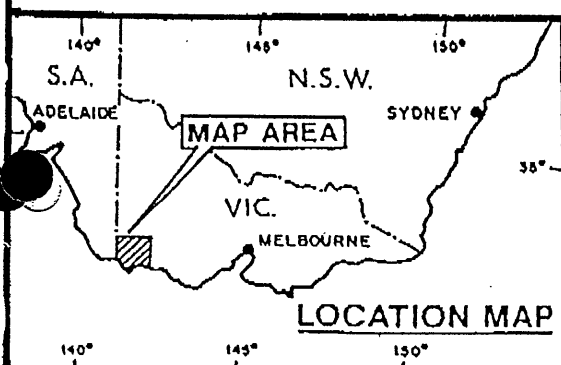 140° 145° 150°
S.A. N.S.W.
ADELAIDE SYDNEY
MAP AREA
35°
VIC.
MELBOURNE
LOCATION MAP
140° 145° 150°